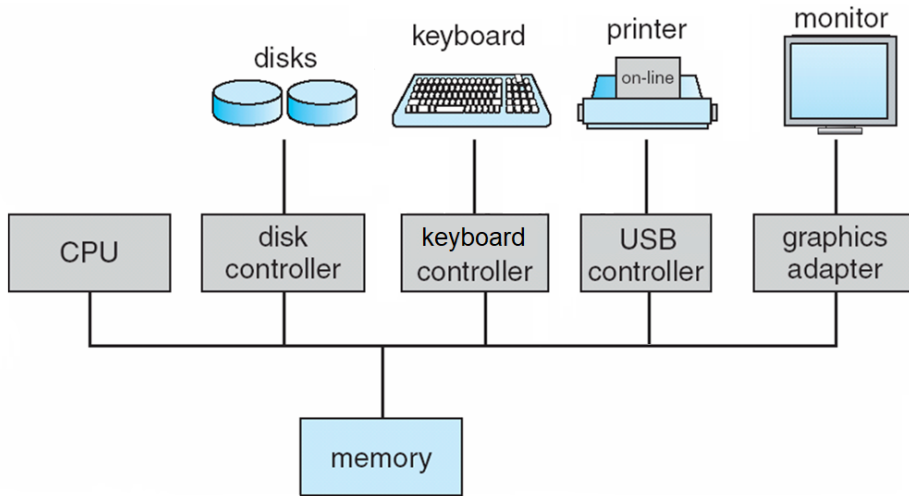 disks
keyboard
printer
monitor
on-line
CPU
disk
controller
keyboard
controller
USB
controller
graphics
adapter
memory